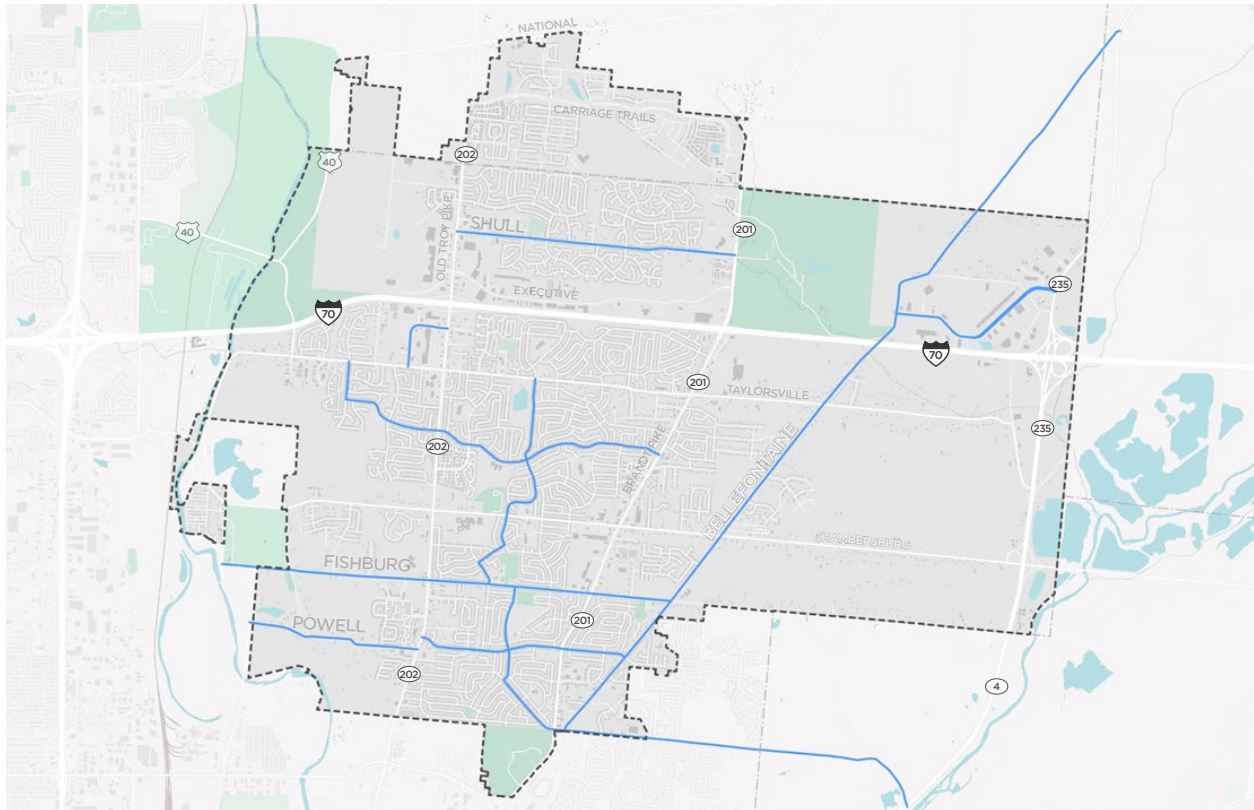 NATIONAL
CARRIAGE TRAILS
202
40
40
SHULL
201
OLD TROY PIKE
EXECUTIVE
235
70
70
201
TAYLORSVILLE
235
202
BRANDT PIKE
BELLEFONTAINE
CHAMBERSBURG
FISHBURG
201
POWELL
202
4